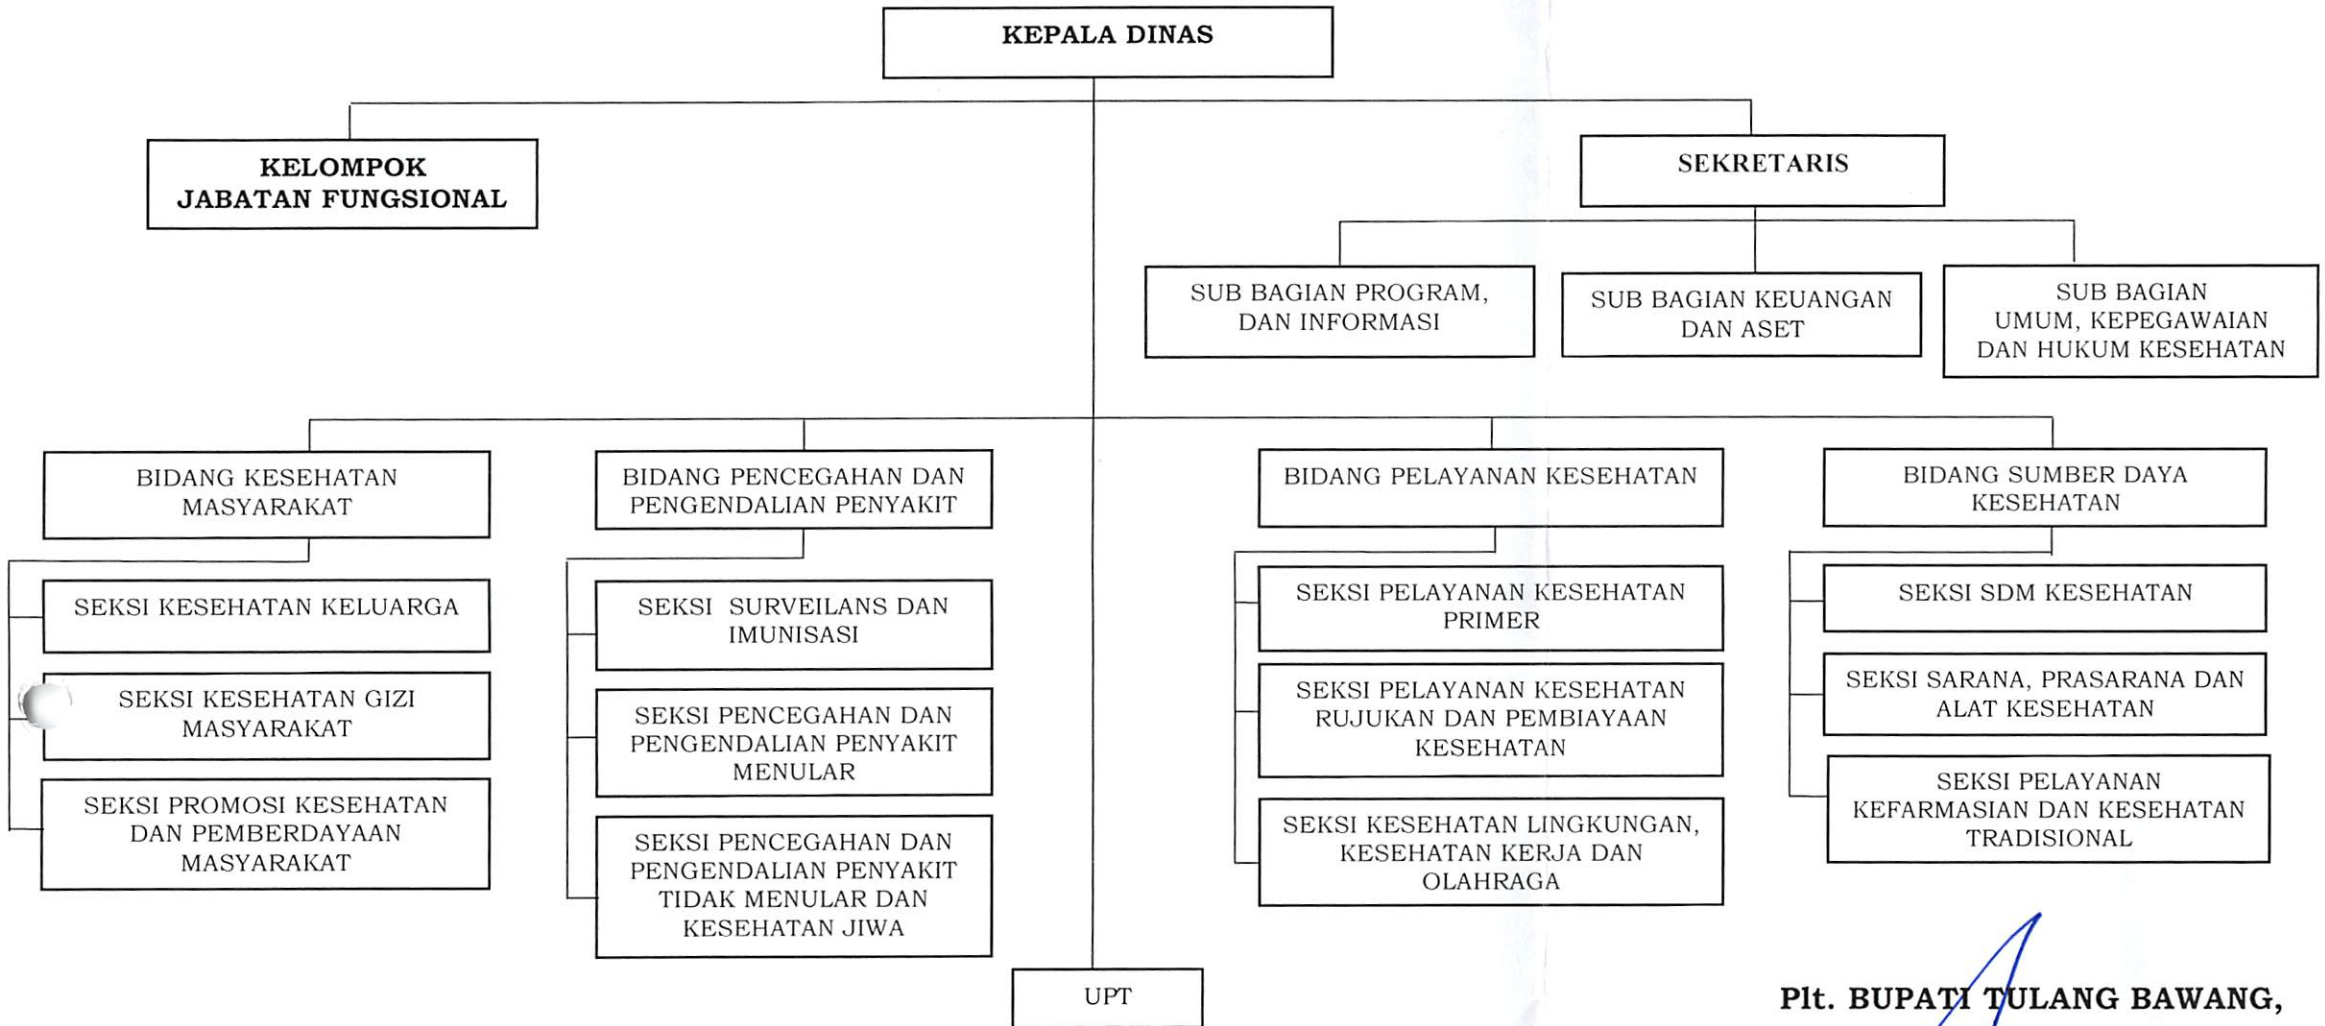 KEPALA DINAS
KELOMPOK
JABATAN FUNGSIONAL
SEKRETARIS
SUB BAGIAN PROGRAM,
DAN INFORMASI
SUB BAGIAN KEUANGAN
DAN ASET
SUB BAGIAN
UMUM, KEPEGAWAIAN
DAN HUKUM KESEHATAN
BIDANG KESEHATAN
MASYARAKAT
SEKSI KESEHATAN KELUARGA
SEKSI KESEHATAN GIZI
MASYARAKAT
SEKSI PROMOSI KESEHATAN
DAN PEMBERDAYAAN
MASYARAKAT
BIDANG PENCEGAHAN DAN
PENGENDALIAN PENYAKIT
SEKSI SURVEILANS DAN
IMUNISASI
SEKSI PENCEGAHAN DAN
PENGENDALIAN PENYAKIT
MENULAR
SEKSI PENCEGAHAN DAN
PENGENDALIAN PENYAKIT
TIDAK MENULAR DAN
KESEHATAN JIWA
BIDANG PELAYANAN KESEHATAN
SEKSI PELAYANAN KESEHATAN
PRIMER
SEKSI PELAYANAN KESEHATAN
RUJUKAN DAN PEMBIAYAAN
KESEHATAN
SEKSI KESEHATAN LINGKUNGAN,
KESEHATAN KERJA DAN
OLAHRAGA
BIDANG SUMBER DAYA
KESEHATAN
SEKSI SDM KESEHATAN
SEKSI SARANA, PRASARANA DAN
ALAT KESEHATAN
SEKSI PELAYANAN
KEFARMASIAN DAN KESEHATAN
TRADISIONAL
UPT
Plt. BUPATI TULANG BAWANG,